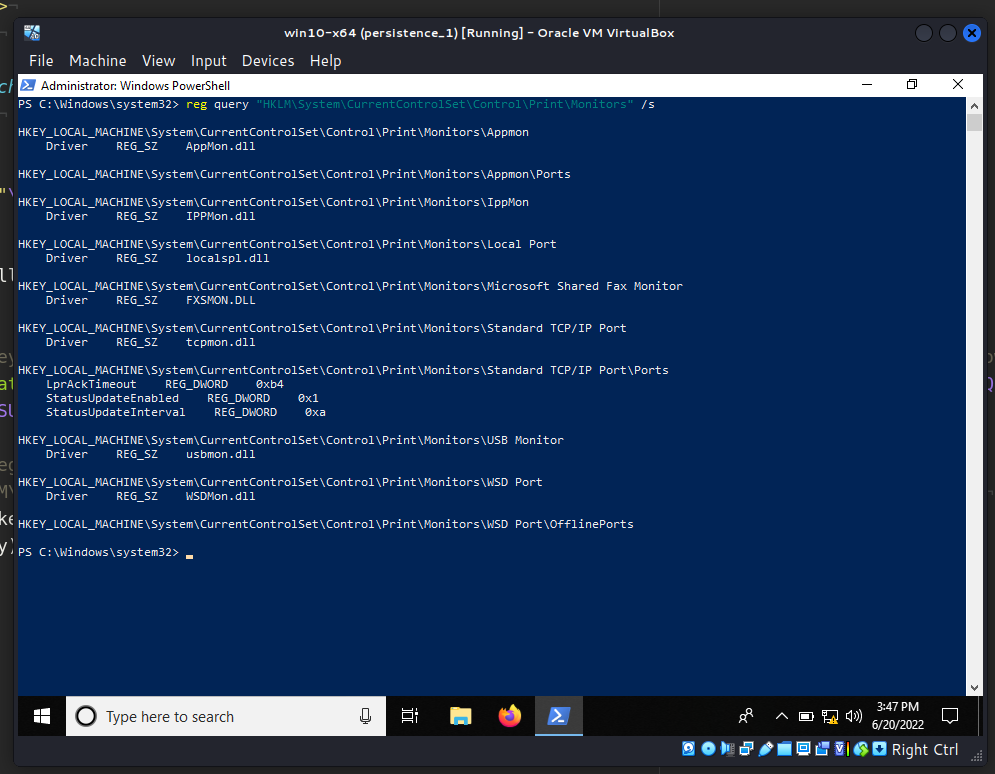 win10-x64 (persistence_1) [Running] - Oracle VM VirtualBox
File Machine View Input Devices Help
Administrator: Windows PowerShell
PS C:\Windows\system32> reg query "HKLM\System\CurrentControlSet\Control\Print\Monitors" /s
HKEY_LOCAL_MACHINE\System\CurrentControlSet\Control\Print\Monitors\Appmon
Driver REG_SZ AppMon.dll
HKEY_LOCAL_MACHINE\System\CurrentControlSet\Control\Print\Monitors\Appmon\Ports
HKEY_LOCAL_MACHINE\System\CurrentControlSet\Control\Print\Monitors\IppMon
Driver REG_SZ IPPMon.dll
HKEY_LOCAL_MACHINE\System\CurrentControlSet\Control\Print\Monitors\Local Port
Driver REG_SZ localspl.dll
HKEY_LOCAL_MACHINE\System\CurrentControlSet\Control\Print\Monitors\Microsoft Shared Fax Monitor
Driver REG_SZ FXSMON.DLL
HKEY_LOCAL_MACHINE\System\CurrentControlSet\Control\Print\Monitors\Standard TCP/IP Port
Driver REG_SZ tcpmon.dll
HKEY_LOCAL_MACHINE\System\CurrentControlSet\Control\Print\Monitors\Standard TCP/IP Port\Ports
LprAckTimeout REG_DWORD 0xb4
StatusUpdateEnabled REG_DWORD 0x1
StatusUpdateInterval REG_DWORD 0xa
HKEY_LOCAL_MACHINE\System\CurrentControlSet\Control\Print\Monitors\USB Monitor
Driver REG_SZ usbmon.dll
HKEY_LOCAL_MACHINE\System\CurrentControlSet\Control\Print\Monitors\WSD Port
Driver REG_SZ WSDMon.dll
HKEY_LOCAL_MACHINE\System\CurrentControlSet\Control\Print\Monitors\WSD Port\OfflinePorts
PS C:\Windows\system32>
Type here to search
3:47 PM
6/20/2022
Right Ctrl